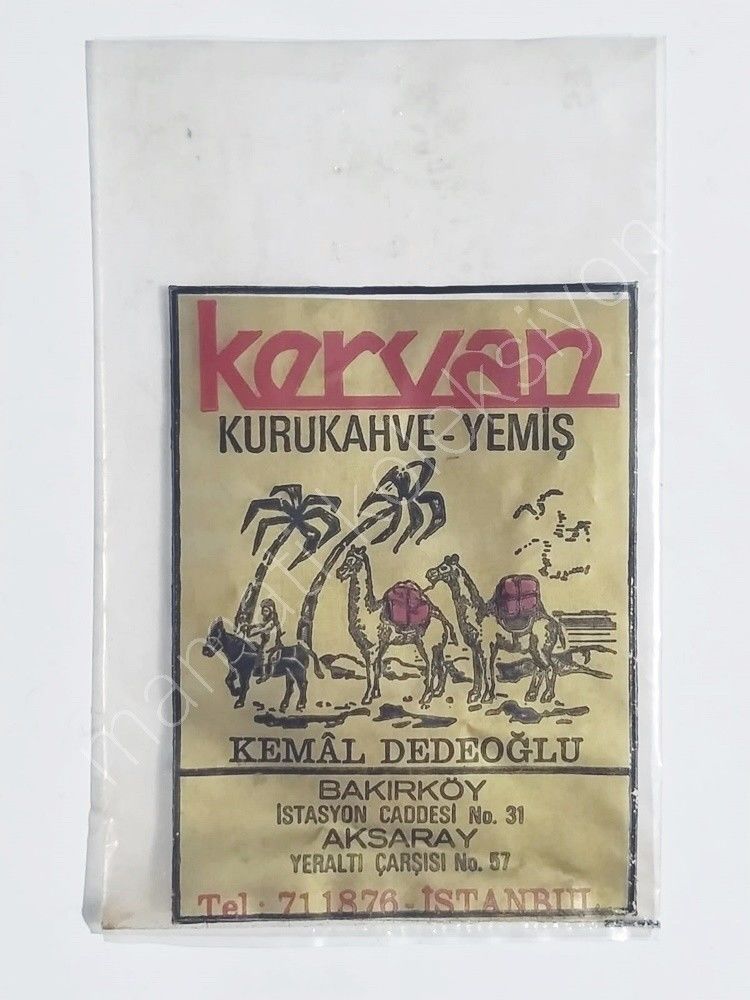 kervan
KURUKAHVE - YEMİŞ
KEMÂL DEDEOĞLU
BAKIRKÖY
İSTASYON CADDESİ No. 31
AKSARAY
YERALTI ÇARŞISI No. 57
Tel : 71 1876 - İSTANBUL